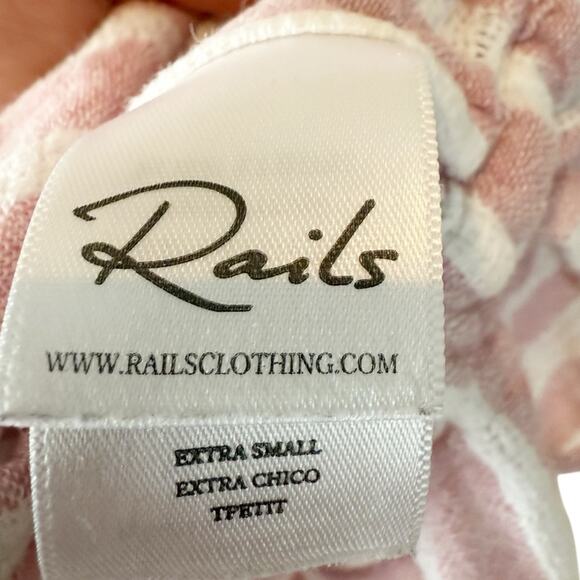 Rails
WWW.RAILSCLOTHING.COM
EXTRA SMALL
EXTRA CHICO
TPETIT